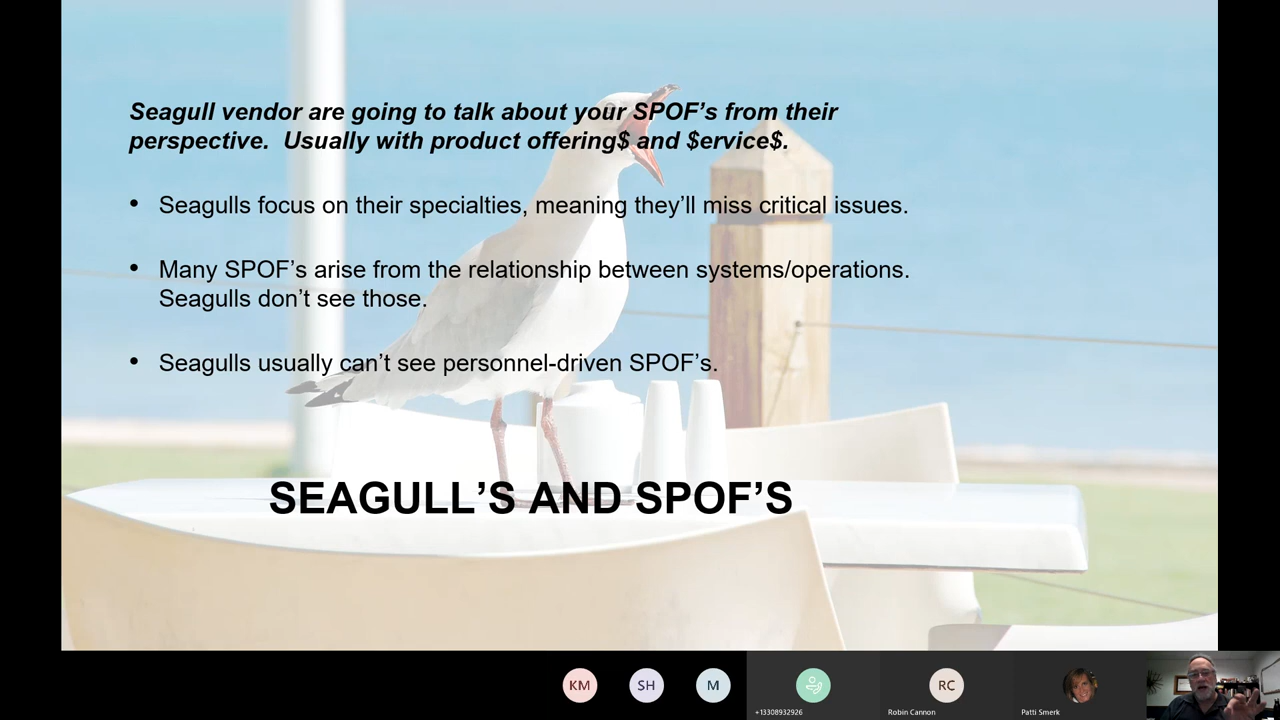 Seagull vendor are going to talk about your SPOF’s from their
perspective.  Usually with product offering$ and $ervice$.
• Seagulls focus on their specialties, meaning they’ll miss critical issues.
• Many SPOF’s arise from the relationship between systems/operations.
Seagulls don’t see those.
• Seagulls usually can’t see personnel-driven SPOF’s.
SEAGULL’S AND SPOF’S
KM
SH
M
RC
+13308932926
Robin Cannon
Patti Smerk